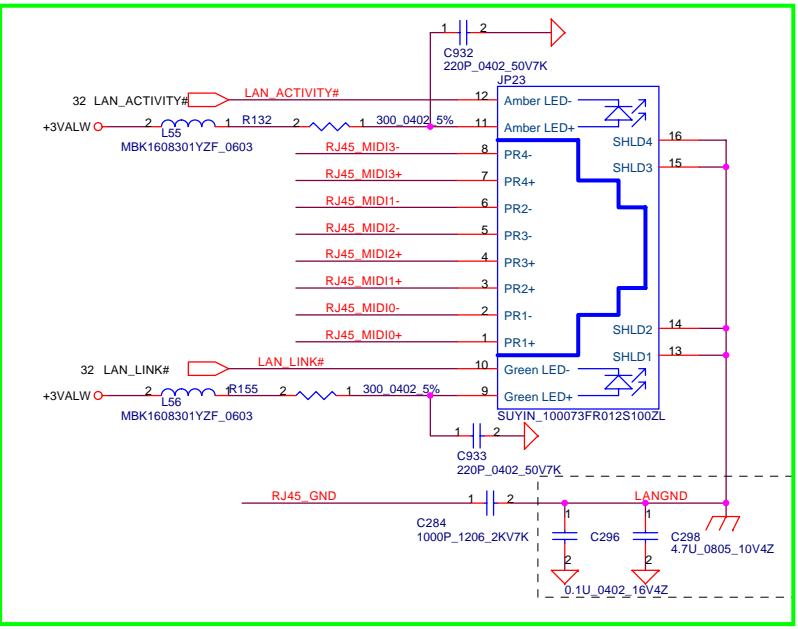 1 2
C932
220P_0402_50V7K
JP23
32 LAN_ACTIVITY# LAN_ACTIVITY# 12 Amber LED-
+3VALW 2 1 R132 2 1 300_0402_5% 11 Amber LED+
L55
MBK1608301YZF_0603
SHLD4 16
RJ45_MIDI3- 8 PR4-
SHLD3 15
RJ45_MIDI3+ 7 PR4+
RJ45_MIDI1- 6 PR2-
RJ45_MIDI2- 5 PR3-
RJ45_MIDI2+ 4 PR3+
RJ45_MIDI1+ 3 PR2+
RJ45_MIDI0- 2 PR1-
SHLD2 14
RJ45_MIDI0+ 1 PR1+
SHLD1 13
32 LAN_LINK# LAN_LINK# 10 Green LED-
+3VALW 2 1 R155 2 1 300_0402_5% 9 Green LED+
L56
MBK1608301YZF_0603
SUYIN_100073FR012S100ZL
1 2
C933
220P_0402_50V7K
RJ45_GND 1 2 LANGND
C284
1000P_1206_2KV7K
1 1
C296 C298
4.7U_0805_10V4Z
2 2
0.1U_0402_16V4Z